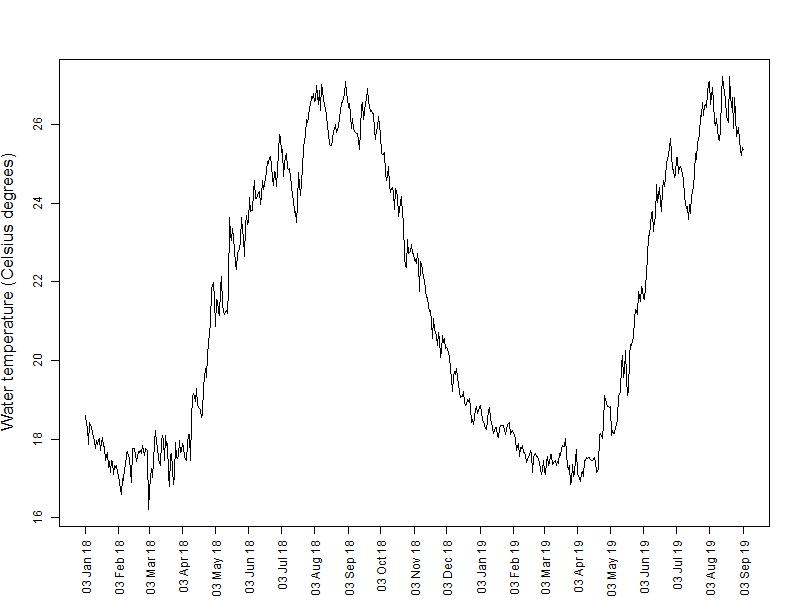 Water temperature (Celsius degrees)
26
24
22
20
18
16
03 Jan 18
03 Feb 18
03 Mar 18
03 Apr 18
03 May 18
03 Jun 18
03 Jul 18
03 Aug 18
03 Sep 18
03 Oct 18
03 Nov 18
03 Dec 18
03 Jan 19
03 Feb 19
03 Mar 19
03 Apr 19
03 May 19
03 Jun 19
03 Jul 19
03 Aug 19
03 Sep 19